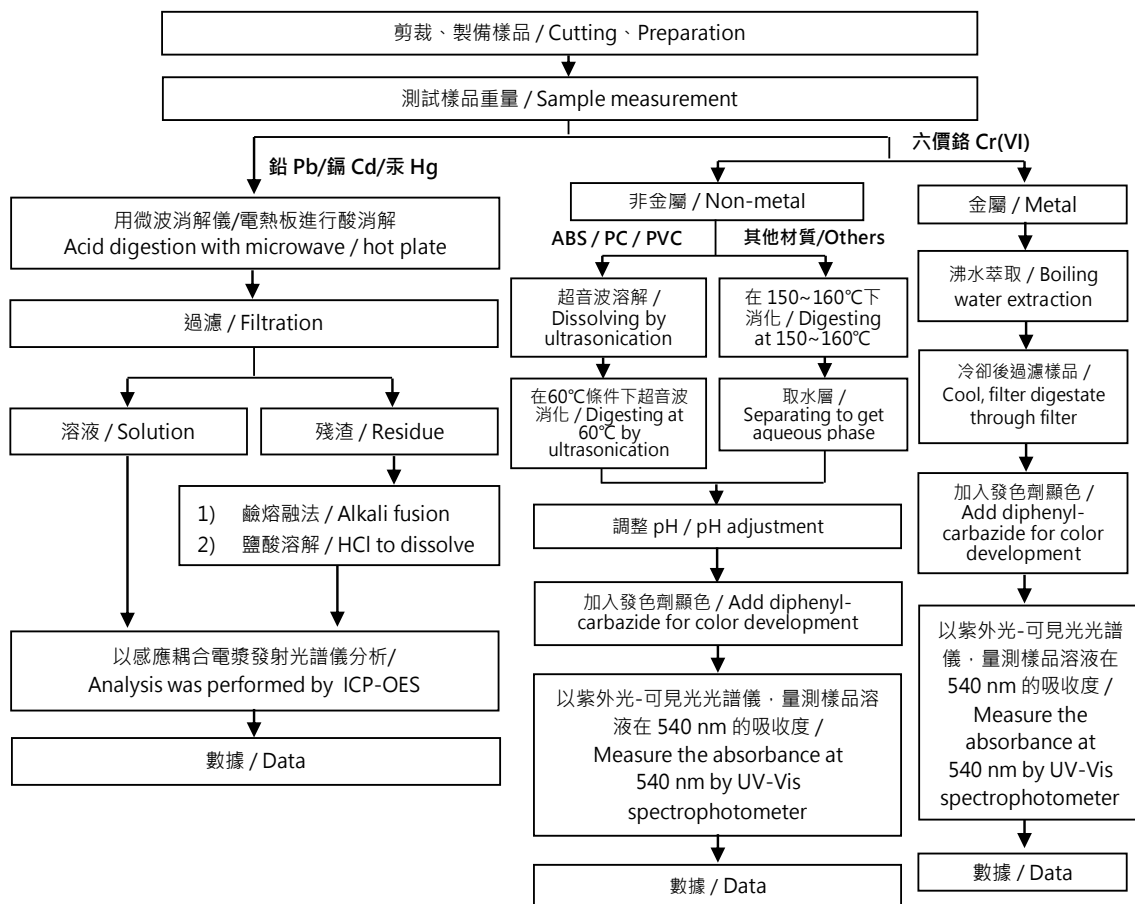 剪裁、製備樣品 / Cutting、Preparation
測試樣品重量 / Sample measurement
鉛 Pb/鎘 Cd/汞 Hg
六價鉻 Cr(VI)
用微波消解儀/電熱板進行酸消解
Acid digestion with microwave / hot plate
過濾 / Filtration
溶液 / Solution
殘渣 / Residue
1) 鹼熔融法 / Alkali fusion
2) 鹽酸溶解 / HCl to dissolve
以感應耦合電漿發射光譜儀分析/
Analysis was performed by ICP-OES
數據 / Data
非金屬 / Non-metal
ABS / PC / PVC
其他材質/Others
超音波溶解 /
Dissolving by
ultrasonication
在60℃條件下超音波
消化 / Digesting at
60℃ by
ultrasonication
在 150~160℃下
消化 / Digesting
at 150~160℃
取水層 /
Separating to get
aqueous phase
調整 pH / pH adjustment
加入發色劑顯色 / Add diphenyl-
carbazide for color development
以紫外光-可見光光譜儀，量測樣品溶
液在 540 nm 的吸收度 /
Measure the absorbance at
540 nm by UV-Vis
spectrophotometer
數據 / Data
金屬 / Metal
沸水萃取 / Boiling
water extraction
冷卻後過濾樣品 /
Cool, filter digestate
through filter
加入發色劑顯色 /
Add diphenyl-
carbazide for color
development
以紫外光-可見光光譜
儀，量測樣品溶液在
540 nm 的吸收度 /
Measure the
absorbance at
540 nm by UV-Vis
spectrophotometer
數據 / Data